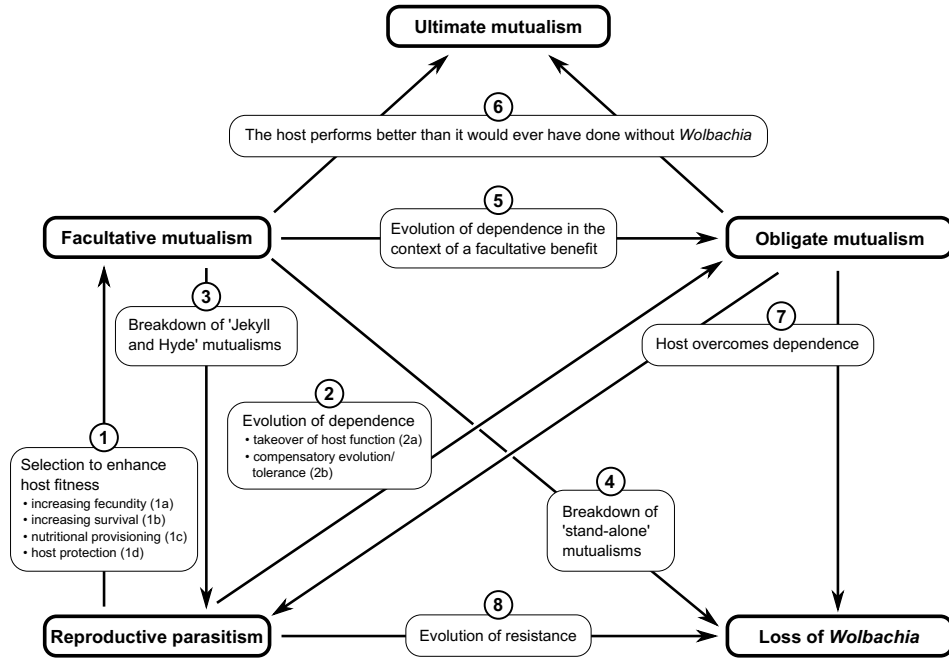 Ultimate mutualism
6
The host performs better than it would ever have done without Wolbachia
5
Facultative mutualism
Evolution of dependence in the
context of a facultative benefit
Obligate mutualism
3
Breakdown of 'Jekyll
and Hyde' mutualisms
7
Host overcomes dependence
2
Evolution of dependence
• takeover of host function (2a)
• compensatory evolution/
tolerance (2b)
1
Selection to enhance
host fitness
• increasing fecundity (1a)
• increasing survival (1b)
• nutritional provisioning (1c)
• host protection (1d)
4
Breakdown of
'stand-alone'
mutualisms
8
Reproductive parasitism
Evolution of resistance
Loss of Wolbachia